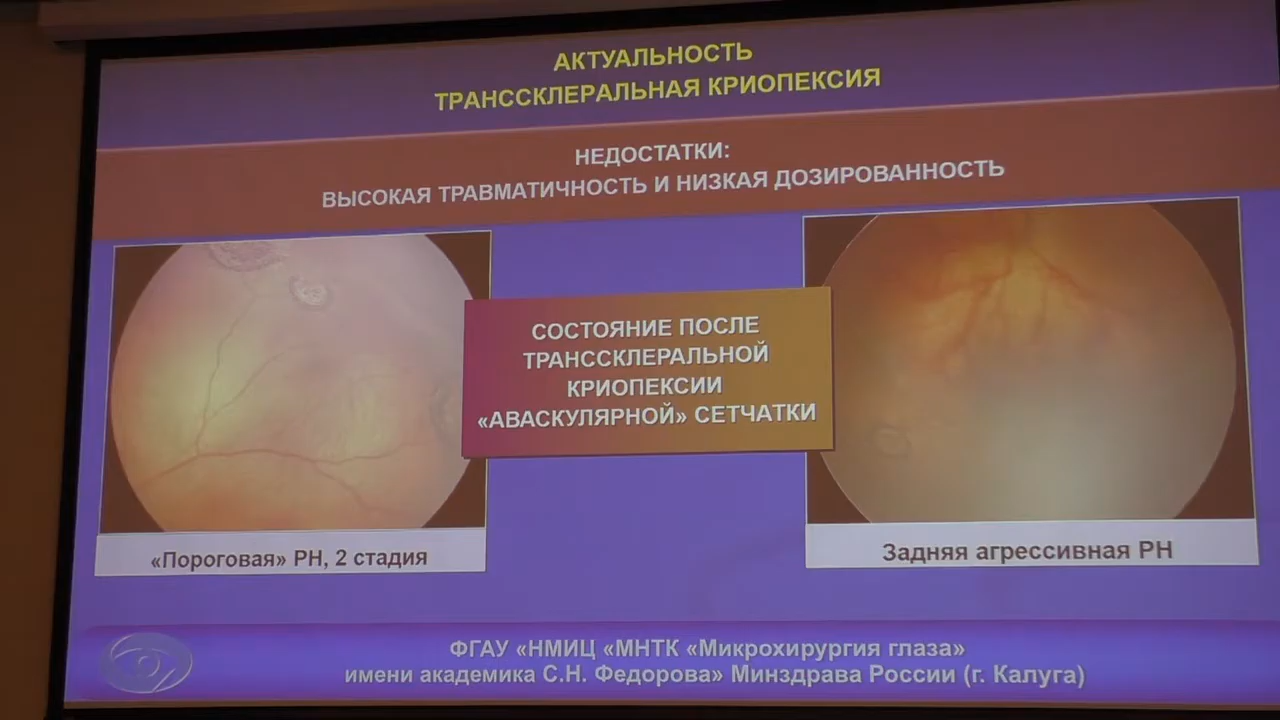 АКТУАЛЬНОСТЬ
ТРАНССКЛЕРАЛЬНАЯ КРИОПЕКСИЯ
НЕДОСТАТКИ:
ВЫСОКАЯ ТРАВМАТИЧНОСТЬ И НИЗКАЯ ДОЗИРОВАННОСТЬ
СОСТОЯНИЕ ПОСЛЕ
ТРАНССКЛЕРАЛЬНОЙ
КРИОПЕКСИИ
«АВАСКУЛЯРНОЙ» СЕТЧАТКИ
«Пороговая» РН, 2 стадия
Задняя агрессивная РН
ФГАУ «НМИЦ «МНТК «Микрохирургия глаза»
имени академика С.Н. Федорова» Минздрава России (г. Калуга)